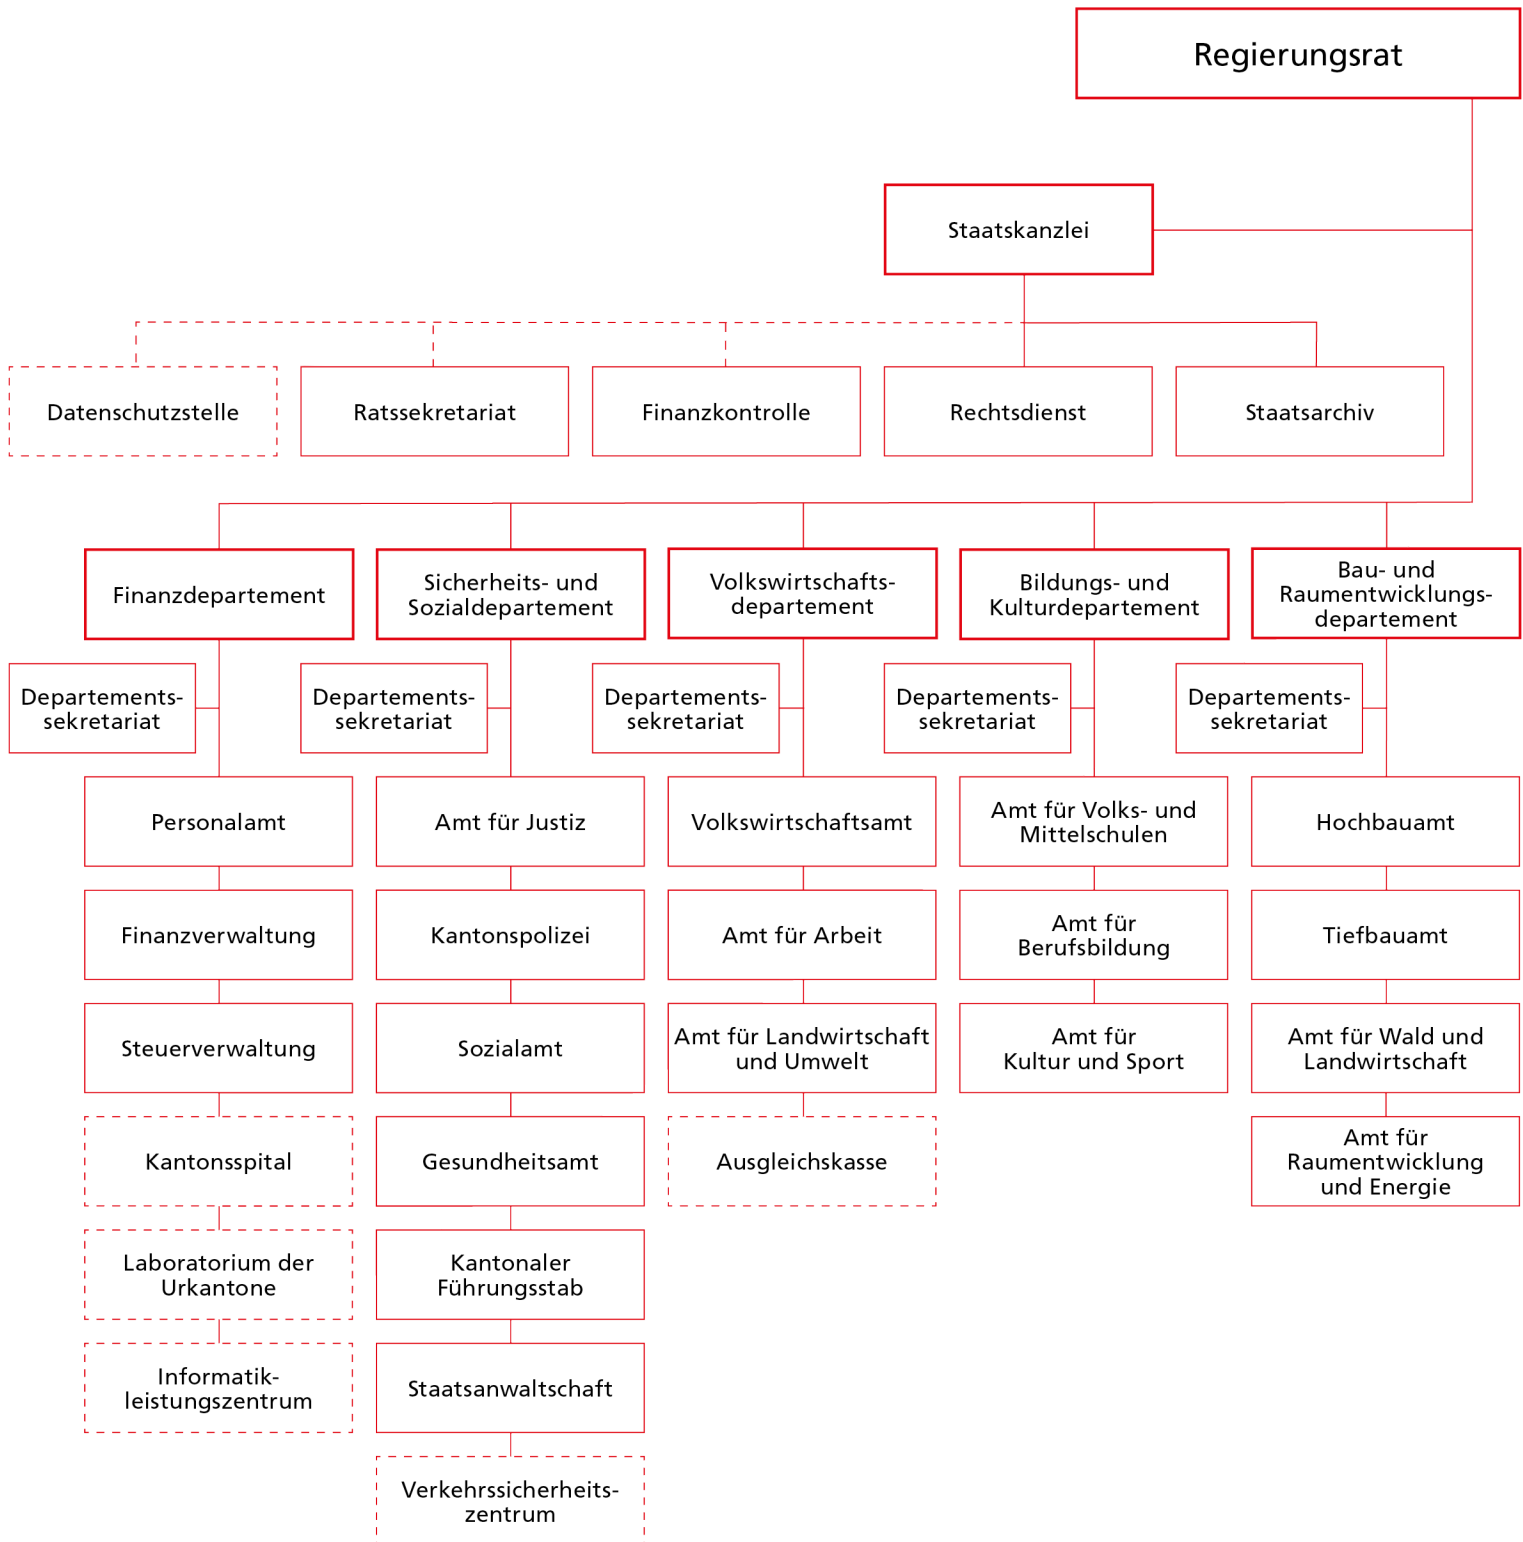 Regierungsrat
Staatskanzlei
Datenschutzstelle
Ratssekretariat
Finanzkontrolle
Rechtsdienst
Staatsarchiv
Finanzdepartement
Sicherheits- und
Sozialdepartement
Volkswirtschafts-
departement
Bildungs- und
Kulturdepartement
Bau- und
Raumentwicklungs-
departement
Departements-
sekretariat
Departements-
sekretariat
Departements-
sekretariat
Departements-
sekretariat
Departements-
sekretariat
Personalamt
Amt für Justiz
Volkswirtschaftsamt
Amt für Volks- und
Mittelschulen
Hochbauamt
Finanzverwaltung
Kantonspolizei
Amt für Arbeit
Amt für
Berufsbildung
Tiefbauamt
Steuerverwaltung
Sozialamt
Amt für Landwirtschaft
und Umwelt
Amt für
Kultur und Sport
Amt für Wald und
Landwirtschaft
Kantonsspital
Gesundheitsamt
Ausgleichskasse
Amt für
Raumentwicklung
und Energie
Laboratorium der
Urkantone
Kantonaler
Führungsstab
Informatik-
leistungszentrum
Staatsanwaltschaft
Verkehrssicherheits-
zentrum